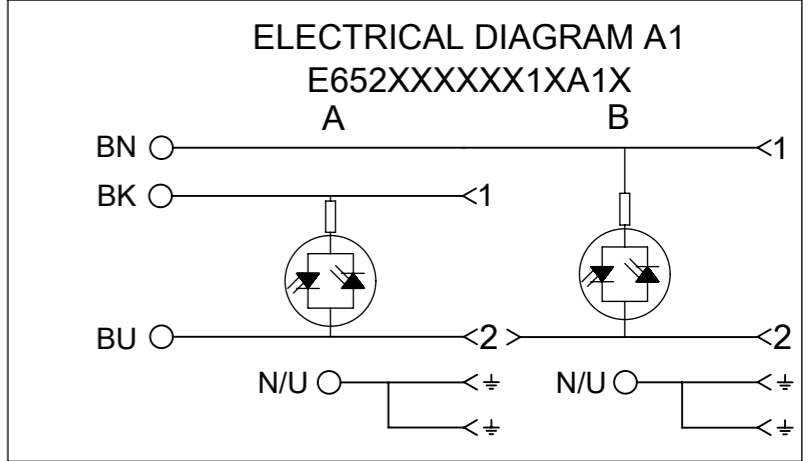 ELECTRICAL DIAGRAM A1
E652XXXXXX1XA1X
A B
BN 1
BK 1
BU 2 2
N/U N/U